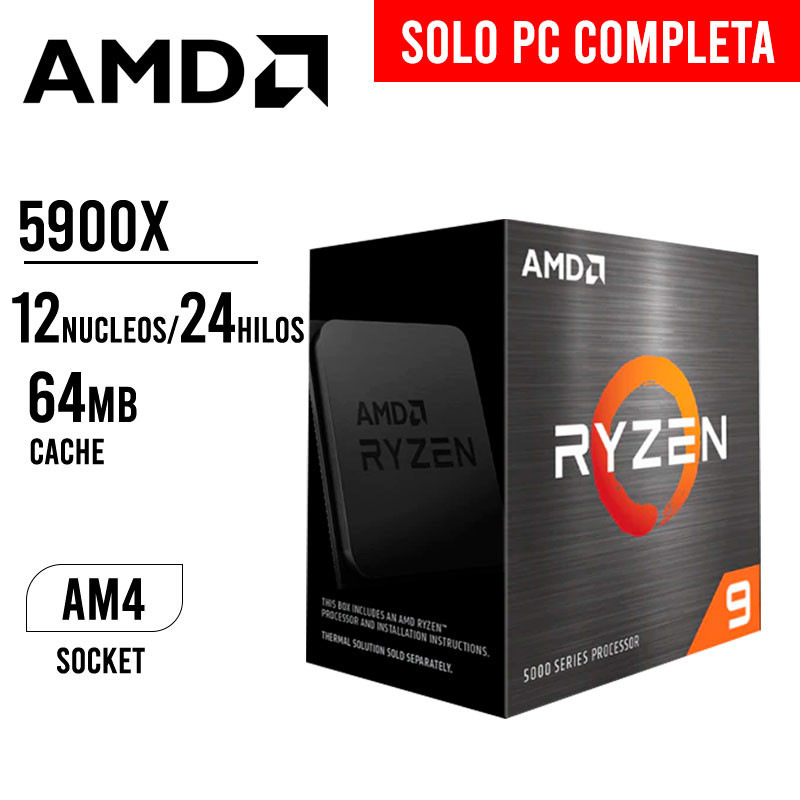 AMD
SOLO PC COMPLETA
5900X
12NUCLEOS/24HILOS
64MB
CACHE
AM4
SOCKET
AMD
RYZEN
THIS BOX INCLUDES AN AMD RYZEN™
PROCESSOR AND INSTALLATION INSTRUCTIONS.
THERMAL SOLUTION SOLD SEPARATELY.
AMD
RYZEN
9
5000 SERIES PROCESSOR